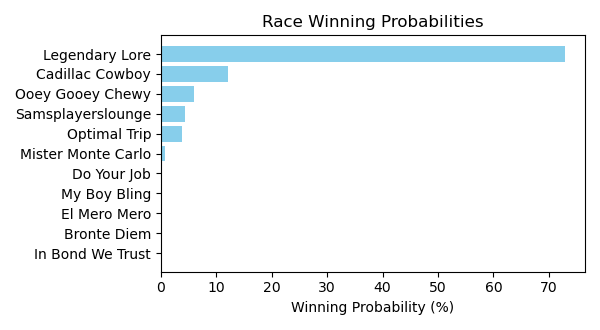 Race Winning Probabilities
Legendary Lore
Cadillac Cowboy
Ooey Gooey Chewy
Samsplayerslounge
Optimal Trip
Mister Monte Carlo
Do Your Job
My Boy Bling
El Mero Mero
Bronte Diem
In Bond We Trust
0 10 20 30 40 50 60 70
Winning Probability (%)